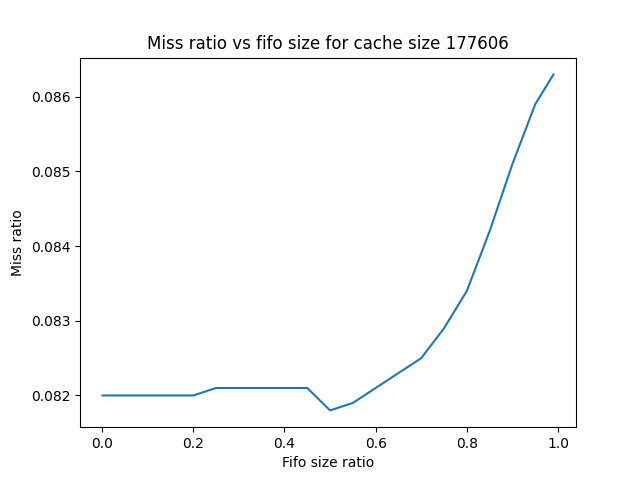 Miss ratio vs fifo size for cache size 177606
0.086
0.085
0.084
0.083
0.082
Miss ratio
0.0 0.2 0.4 0.6 0.8 1.0
Fifo size ratio